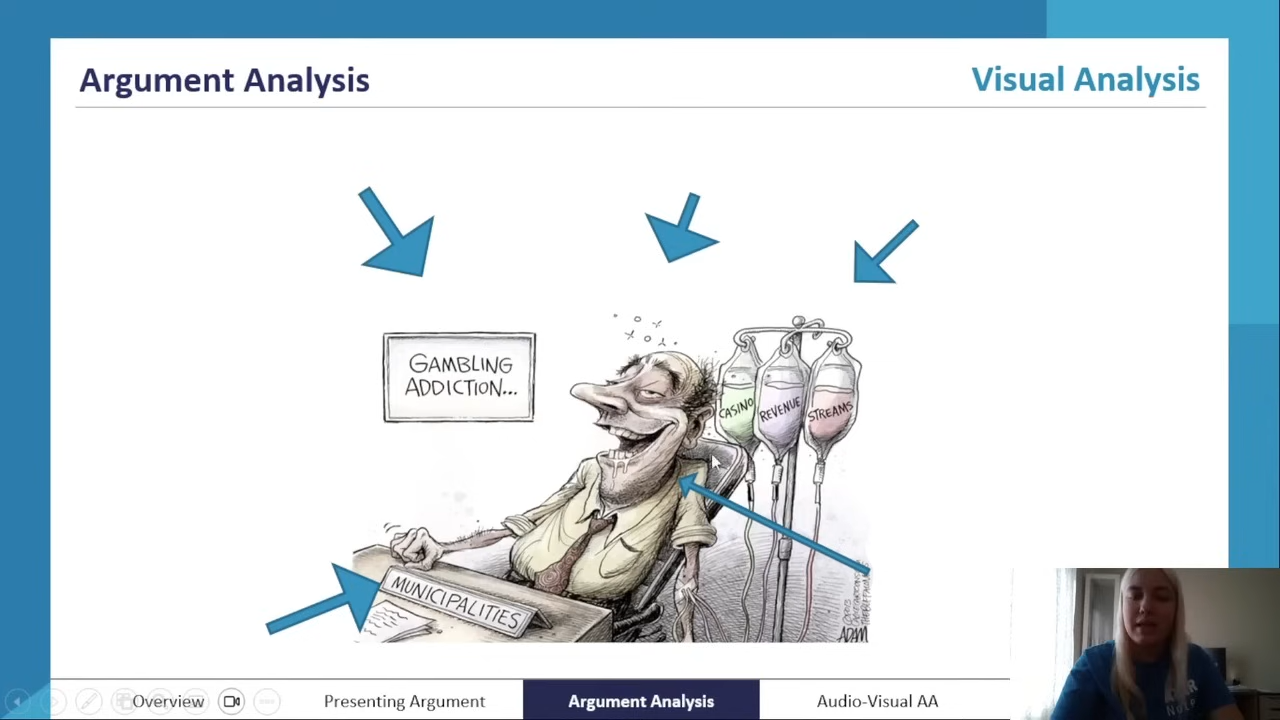 Argument Analysis
Visual Analysis
GAMBLING
ADDICTION...
CASINO
REVENUE
STREAMS
MUNICIPALITIES
ADAM
Overview
Presenting Argument
Argument Analysis
Audio-Visual AA